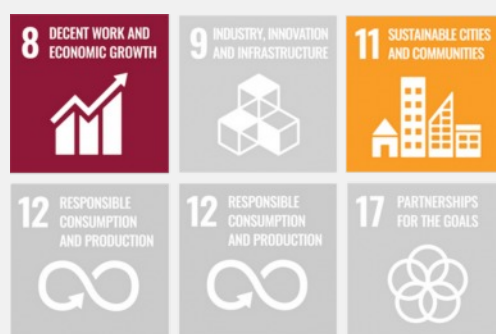 8 DECENT WORK AND
ECONOMIC GROWTH
9 INDUSTRY, INNOVATION
AND INFRASTRUCTURE
11 SUSTAINABLE CITIES
AND COMMUNITIES
12 RESPONSIBLE
CONSUMPTION
AND PRODUCTION
12 RESPONSIBLE
CONSUMPTION
AND PRODUCTION
17 PARTNERSHIPS
FOR THE GOALS